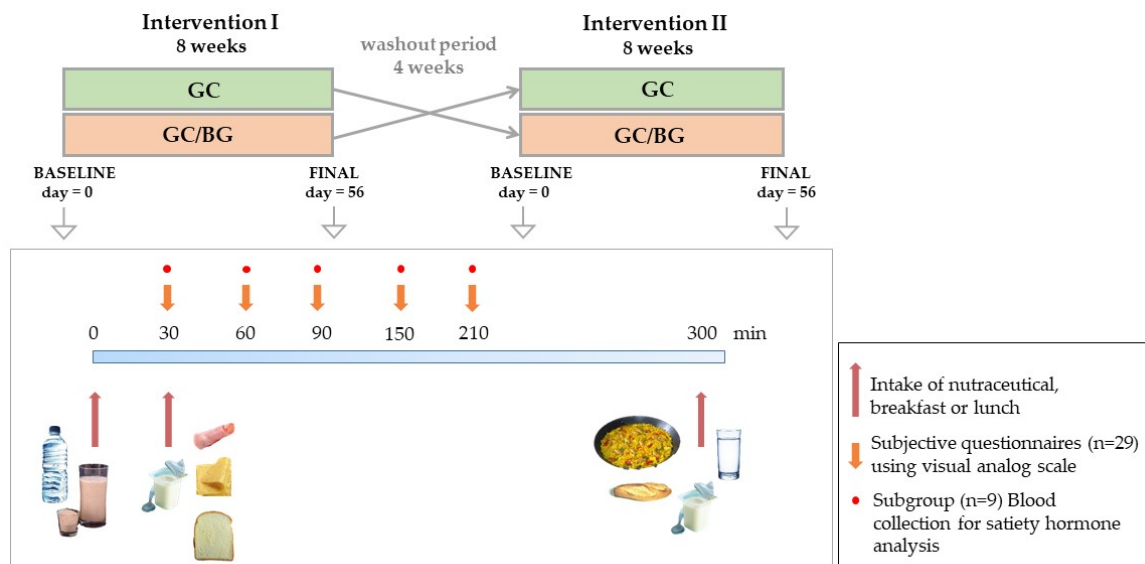 Intervention I
8 weeks
washout period
4 weeks
Intervention II
8 weeks
GC
GC/BG
GC
GC/BG
BASELINE
day = 0
FINAL
day = 56
BASELINE
day = 0
FINAL
day = 56
0 30 60 90 150 210 300 min
Intake of nutraceutical,
breakfast or lunch
Subjective questionnaires (n=29)
using visual analog scale
Subgroup (n=9) Blood
collection for satiety hormone
analysis